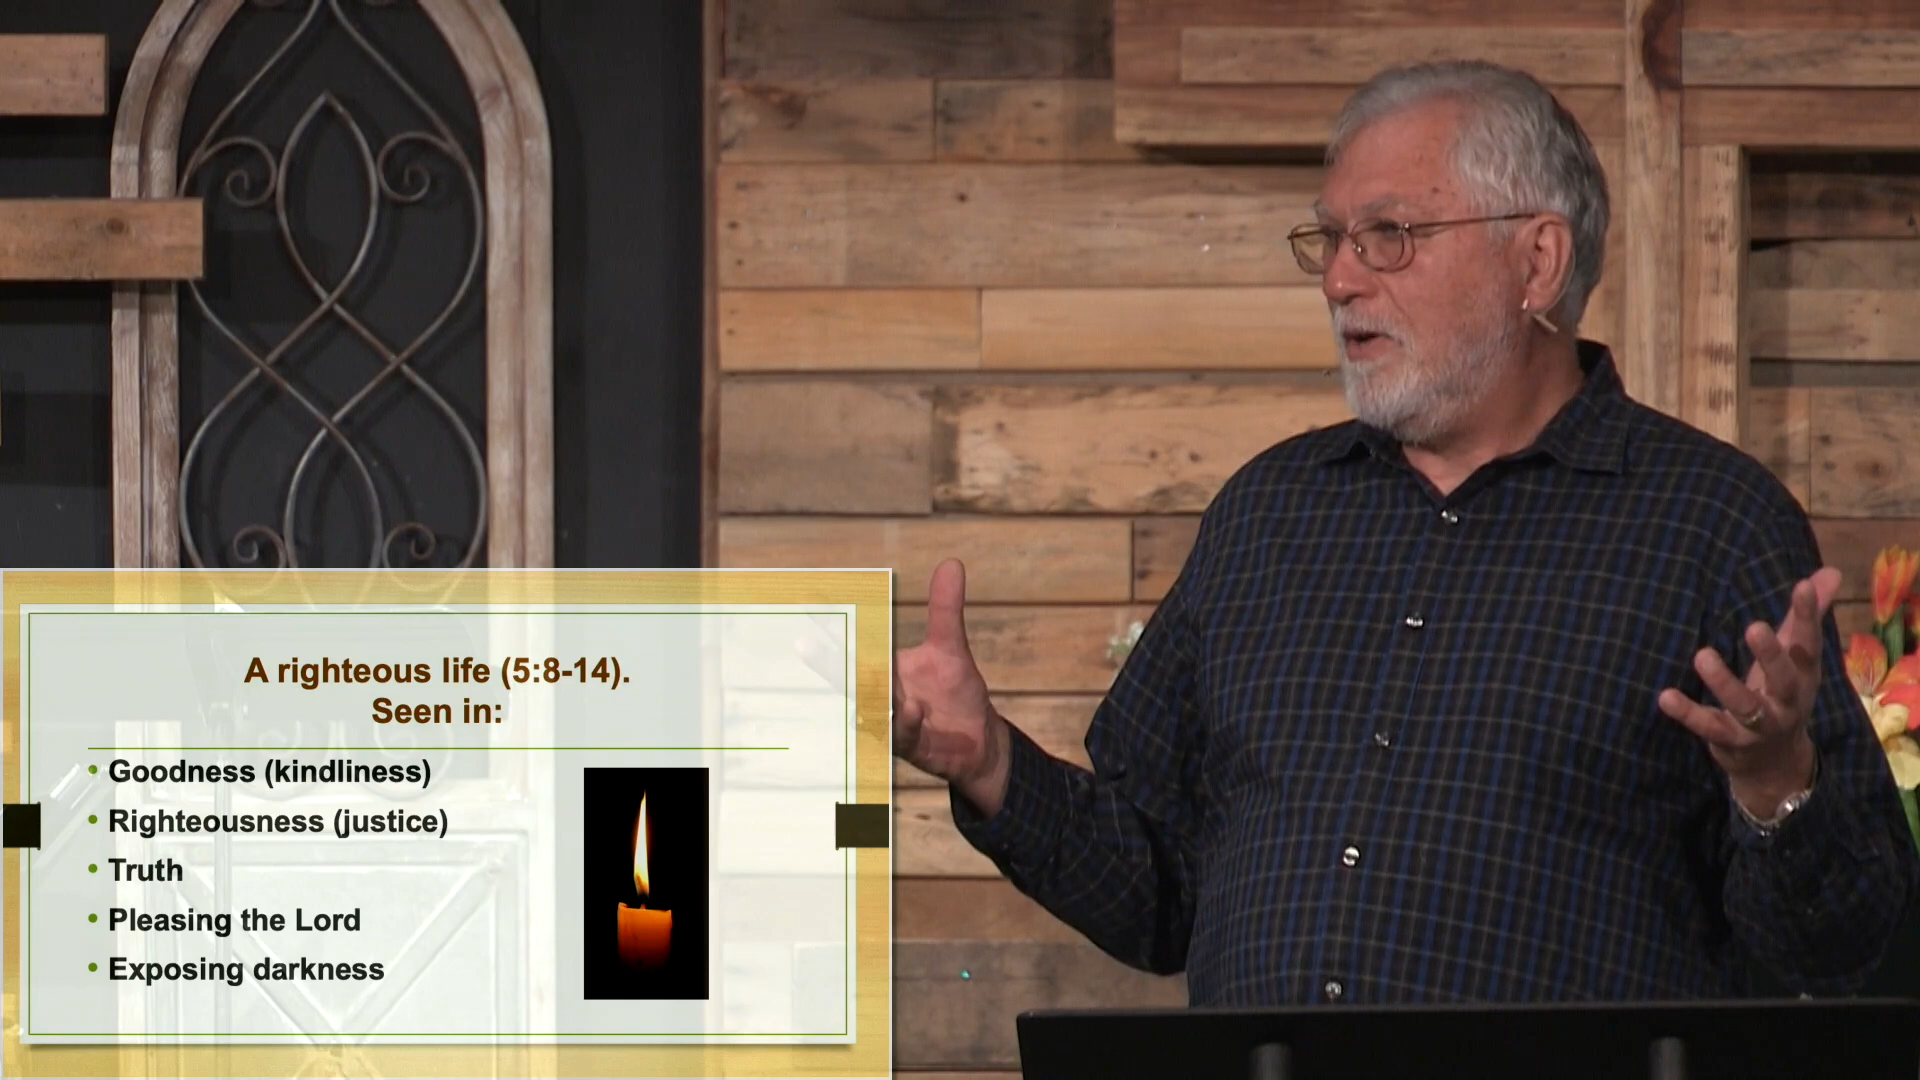 A righteous life (5:8-14).
Seen in:
• Goodness (kindliness)
• Righteousness (justice)
• Truth
• Pleasing the Lord
• Exposing darkness